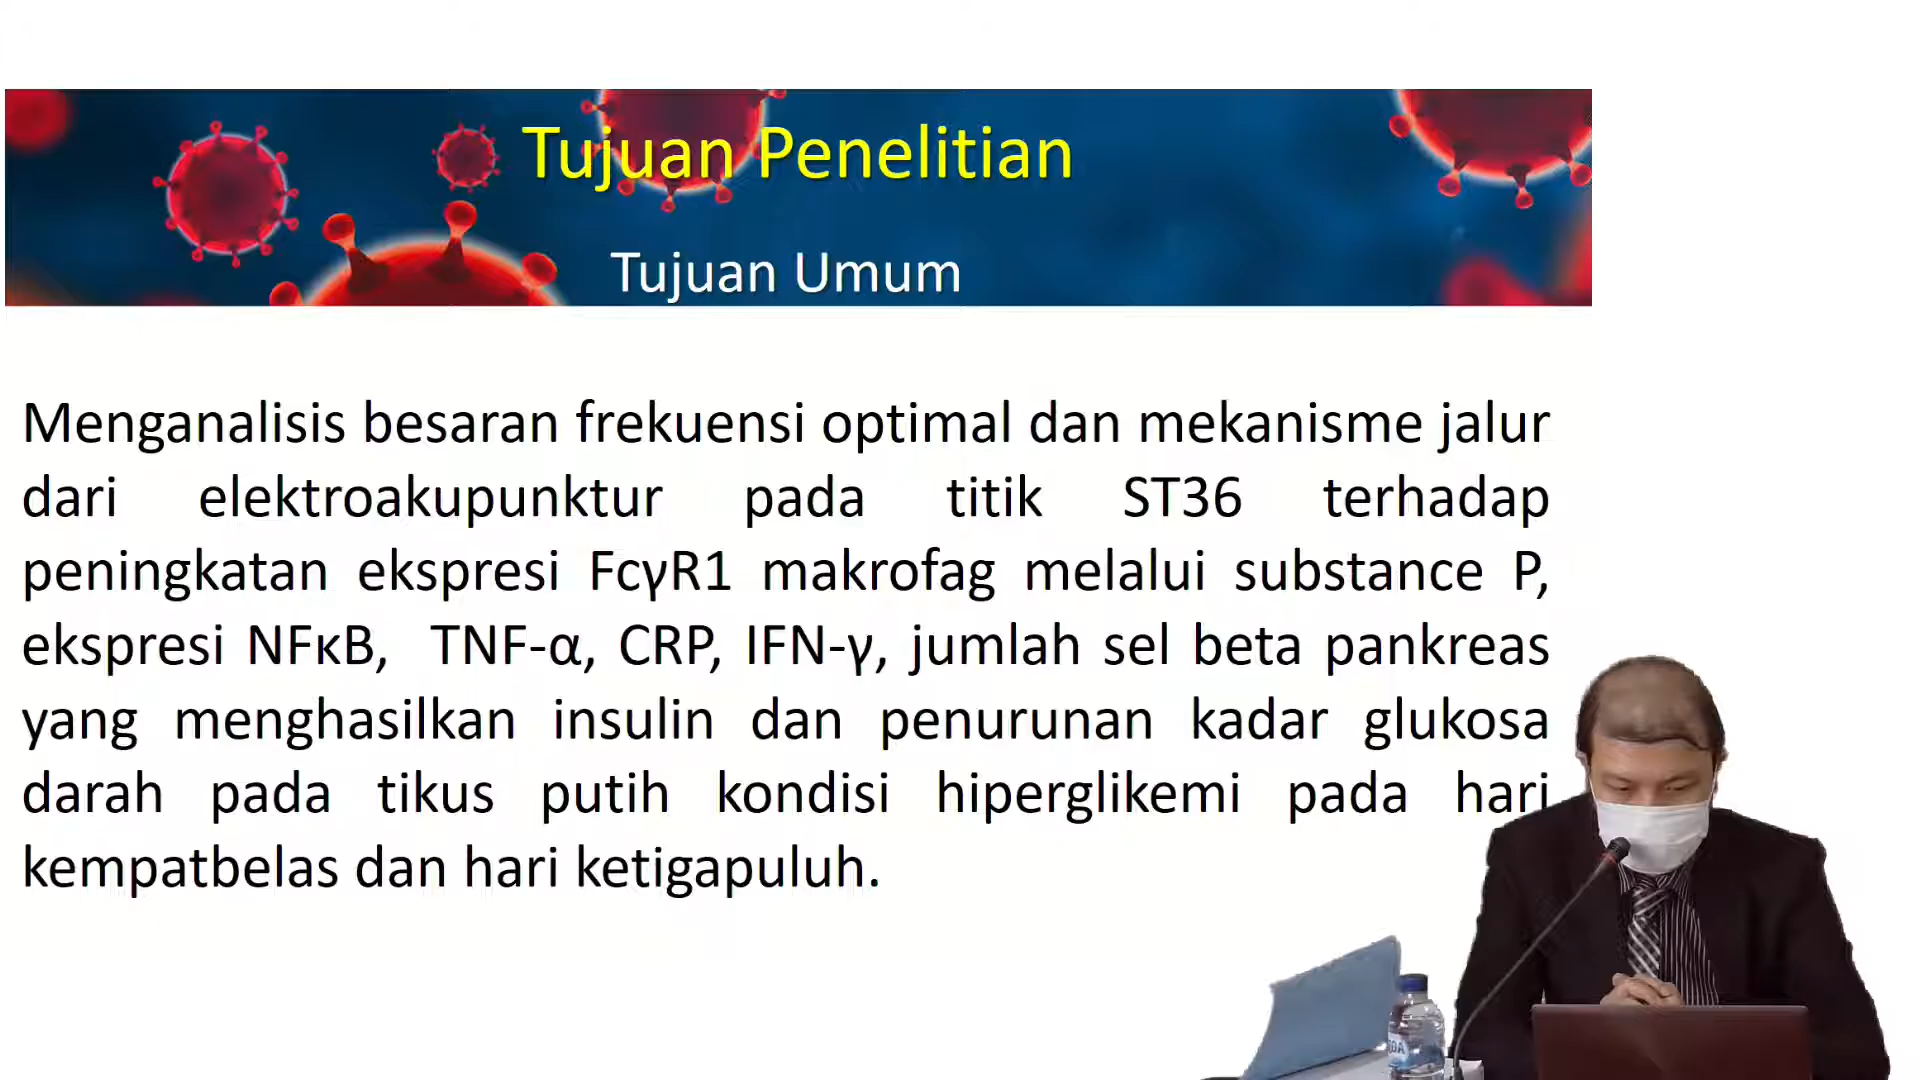 Tujuan Penelitian
Tujuan Umum
Menganalisis besaran frekuensi optimal dan mekanisme jalur
dari elektroakupunktur pada titik ST36 terhadap
peningkatan ekspresi FcγR1 makrofag melalui substance P,
ekspresi NFκB, TNF-α, CRP, IFN-γ, jumlah sel beta pankreas
yang menghasilkan insulin dan penurunan kadar glukosa
darah pada tikus putih kondisi hiperglikemi pada hari
kempatbelas dan hari ketigapuluh.